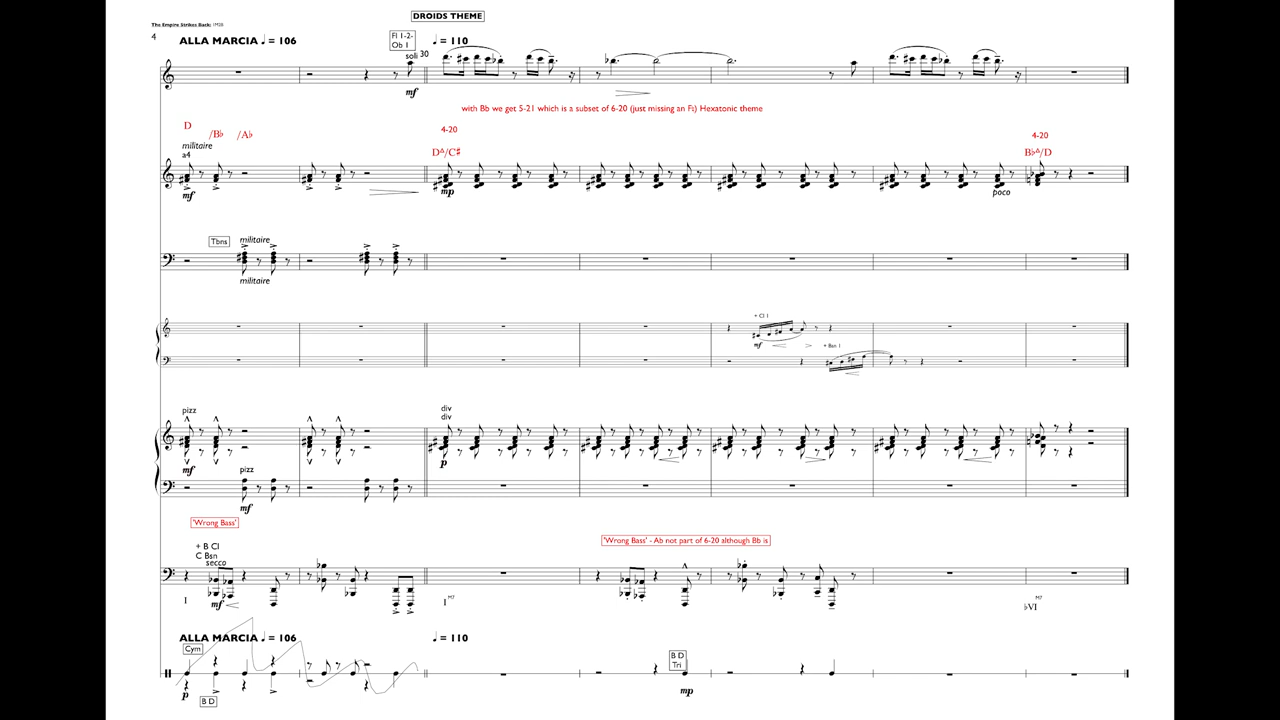 DROIDS THEME
The Empire Strikes Back: 1M2B
4
ALLA MARCIA ♩ = 106
Fl 1-2-
Ob 1
soli
30
♩ = 110
mf
with Bb we get 5-21 which is a subset of 6-20 (just missing an F♮) Hexatonic theme
D
/B♭
/A♭
4-20
4-20
militaire
a4
DΔ/C♯
B♭Δ/D
mf
mp
poco
Tbns
militaire
militaire
+ Cl 1
mf
+ Bsn 1
pizz
div
div
mf
p
pizz
mf
'Wrong Bass'
'Wrong Bass' - Ab not part of 6-20 although Bb is
+ B Cl
C Bsn
secco
I
mf
I M7
♭VI M7
ALLA MARCIA ♩ = 106
♩ = 110
Cym
B D
Tri
p
mp
B D